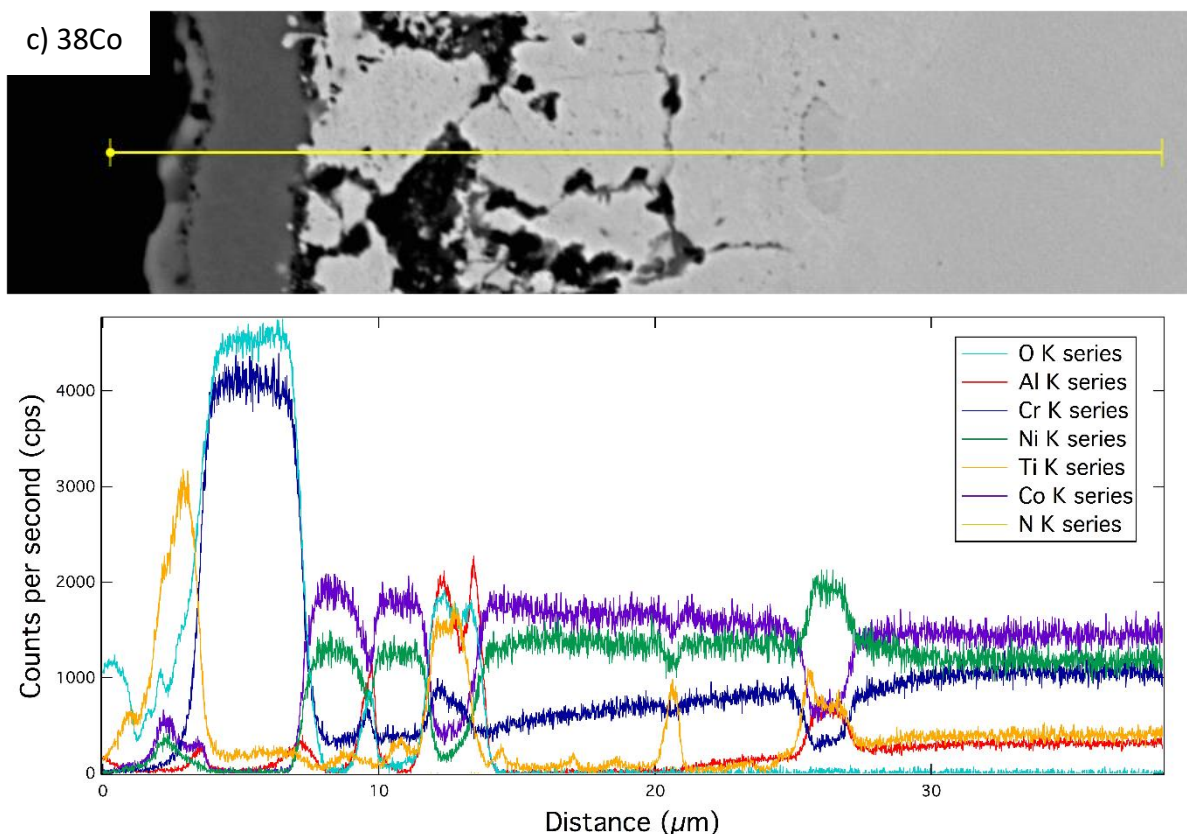 c) 38Co
Counts per second (cps)
4000
3000
2000
1000
0
O K series
Al K series
Cr K series
Ni K series
Ti K series
Co K series
N K series
0
10
20
30
Distance (μm)